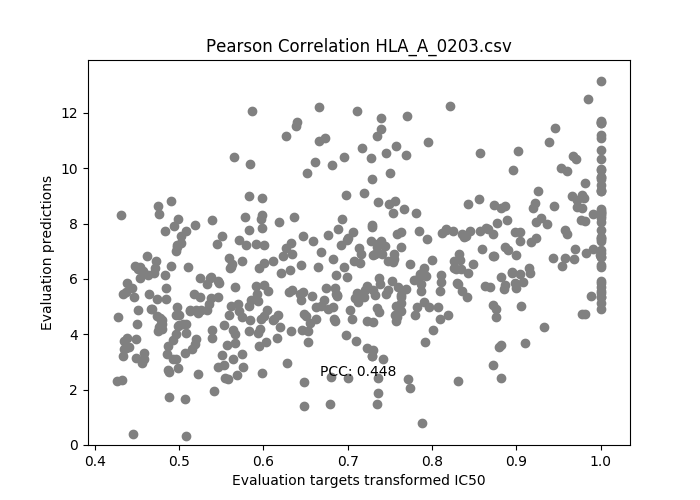 Pearson Correlation HLA_A_0203.csv
12
10
8
6
4
2
0
Evaluation predictions
PCC: 0.448
0.4 0.5 0.6 0.7 0.8 0.9 1.0
Evaluation targets transformed IC50